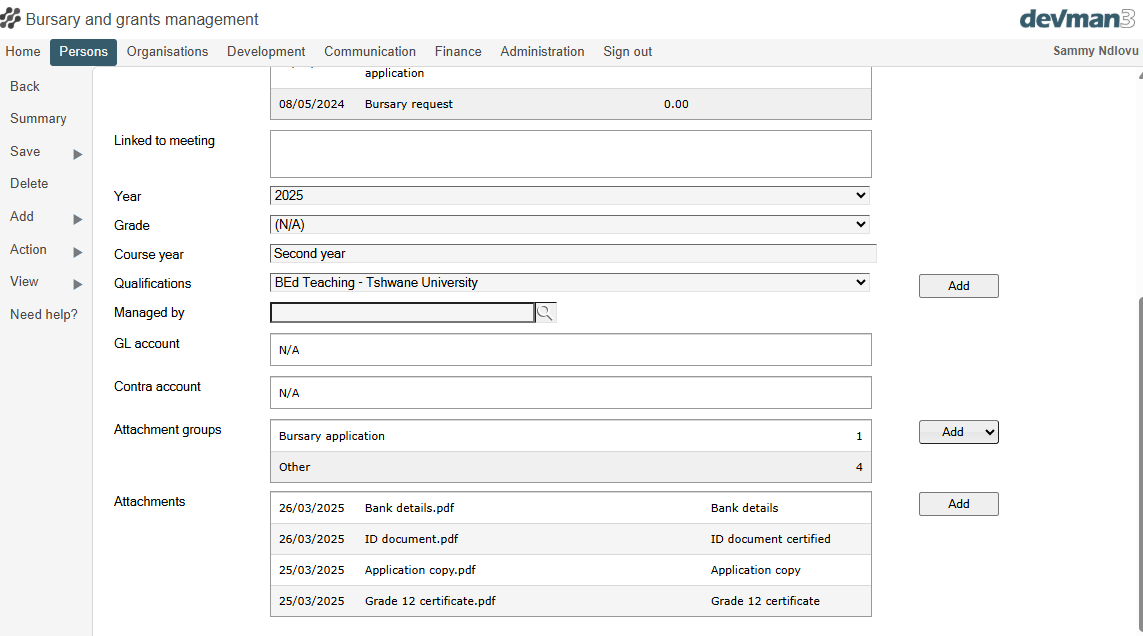 Bursary and grants management
devman3
Home Persons Organisations Development Communication Finance Administration Sign out
Sammy Ndlovu
Back
Summary
Save
Delete
Add
Action
View
Need help?
application
08/05/2024 Bursary request 0.00
Linked to meeting
Year 2025
Grade (N/A)
Course year Second year
Qualifications BEd Teaching - Tshwane University Add
Managed by
GL account N/A
Contra account N/A
Attachment groups Bursary application 1 Add
Other 4
Attachments 26/03/2025 Bank details.pdf Bank details Add
26/03/2025 ID document.pdf ID document certified
25/03/2025 Application copy.pdf Application copy
25/03/2025 Grade 12 certificate.pdf Grade 12 certificate